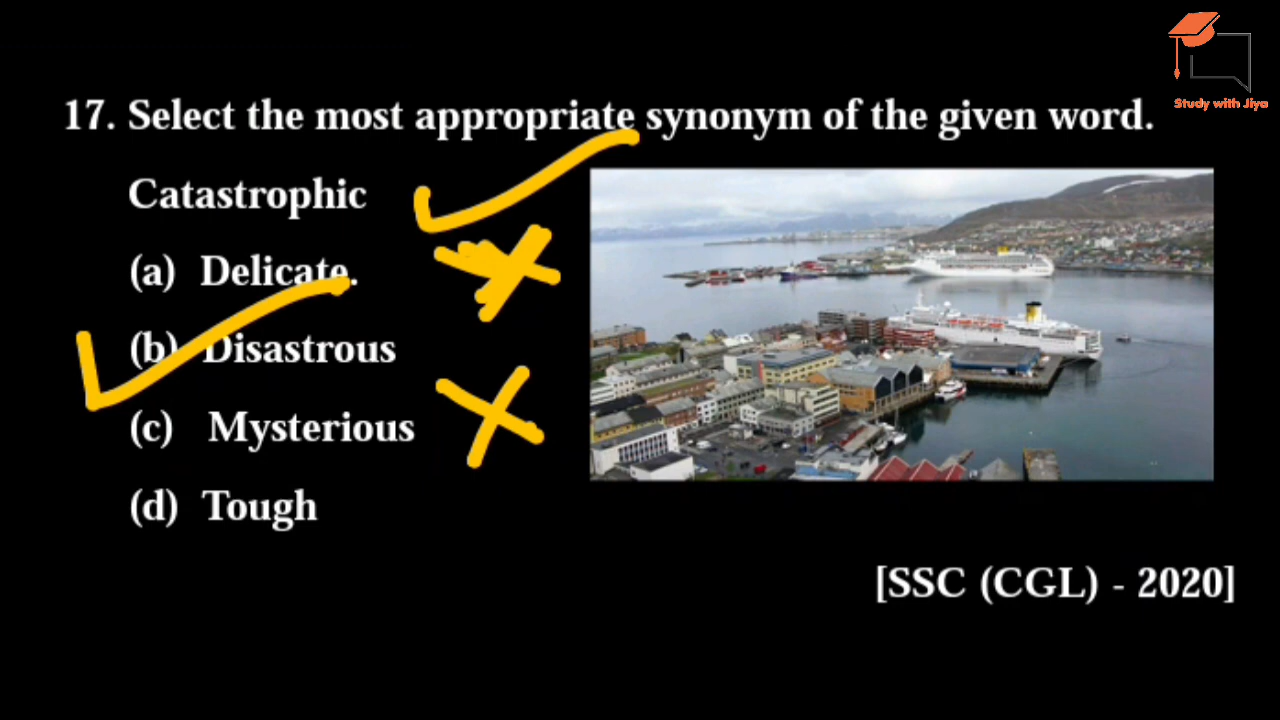 Study with Jiya
17. Select the most appropriate synonym of the given word.
Catastrophic
(a) Delicate.
(b) Disastrous
(c) Mysterious
(d) Tough
[SSC (CGL) - 2020]